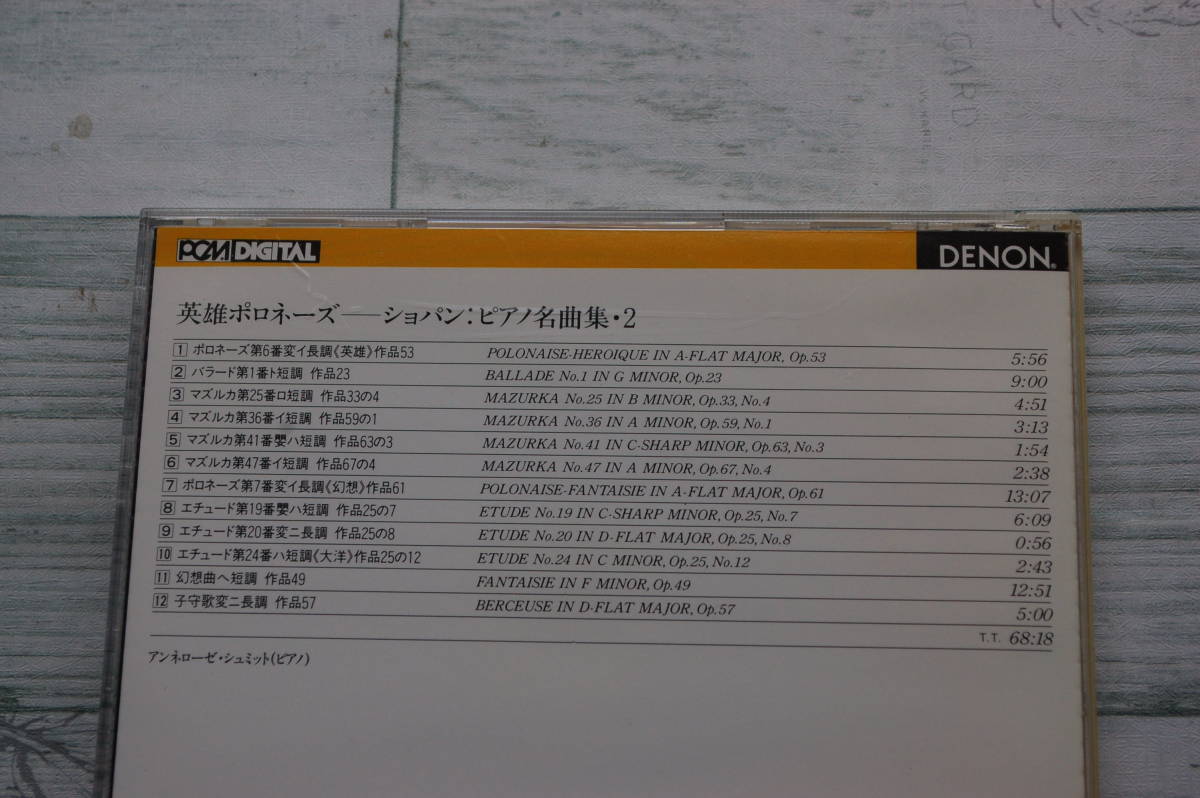 PCM DIGITAL
DENON®
英雄ポロネーズ──ショパン:ピアノ名曲集・2
1 ポロネーズ第6番変イ長調《英雄》作品53 POLONAISE-HEROIQUE IN A-FLAT MAJOR, Op.53 5:56
2 バラード第1番ト短調 作品23 BALLADE No.1 IN G MINOR, Op.23 9:00
3 マズルカ第25番ロ短調 作品33の4 MAZURKA No.25 IN B MINOR, Op.33, No.4 4:51
4 マズルカ第36番イ短調 作品59の1 MAZURKA No.36 IN A MINOR, Op.59, No.1 3:13
5 マズルカ第41番嬰ハ短調 作品63の3 MAZURKA No.41 IN C-SHARP MINOR, Op.63, No.3 1:54
6 マズルカ第47番イ短調 作品67の4 MAZURKA No.47 IN A MINOR, Op.67, No.4 2:38
7 ポロネーズ第7番変イ長調《幻想》作品61 POLONAISE-FANTAISIE IN A-FLAT MAJOR, Op.61 13:07
8 エチュード第19番嬰ハ短調 作品25の7 ETUDE No.19 IN C-SHARP MINOR, Op.25, No.7 6:09
9 エチュード第20番変ニ長調 作品25の8 ETUDE No.20 IN D-FLAT MAJOR, Op.25, No.8 0:56
10 エチュード第24番ハ短調《大洋》作品25の12 ETUDE No.24 IN C MINOR, Op.25, No.12 2:43
11 幻想曲ヘ短調 作品49 FANTAISIE IN F MINOR, Op.49 12:51
12 子守歌変ニ長調 作品57 BERCEUSE IN D-FLAT MAJOR, Op.57 5:00
T.T. 68:18
アンネローゼ・シュミット(ピアノ)